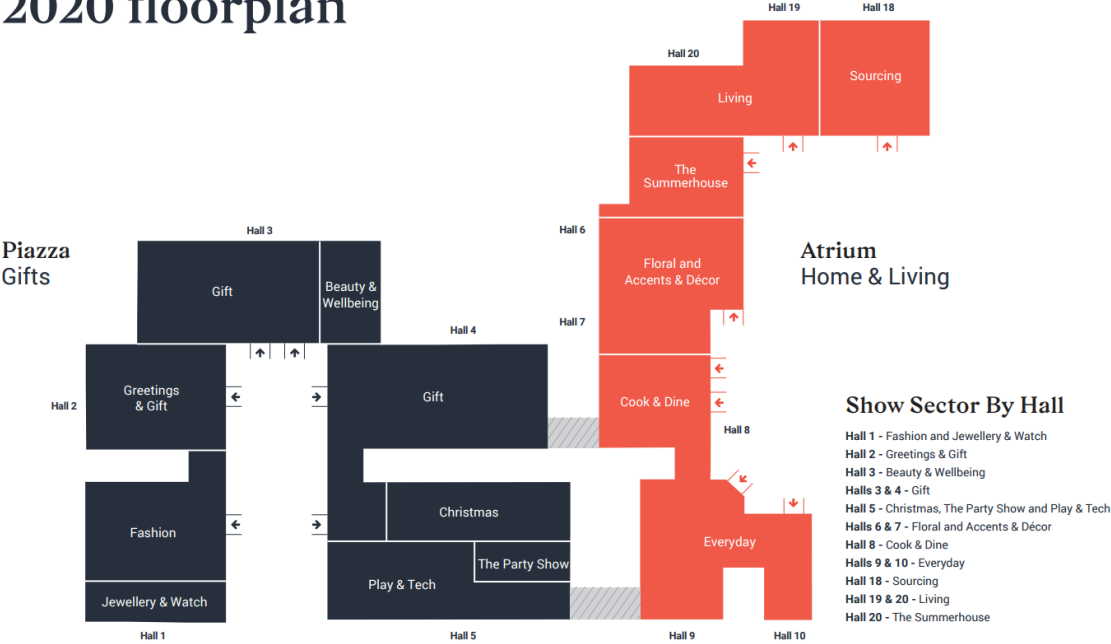 2020 floorplan
Hall 19
Hall 18
Hall 20
Sourcing
Living
The
Summerhouse
Hall 6
Hall 3
Piazza
Gifts
Atrium
Home & Living
Floral and
Accents & Décor
Gift
Beauty &
Wellbeing
Hall 7
Hall 4
Greetings
& Gift
Hall 2
Gift
Cook & Dine
Hall 8
Show Sector By Hall
Hall 1 - Fashion and Jewellery & Watch
Hall 2 - Greetings & Gift
Hall 3 - Beauty & Wellbeing
Halls 3 & 4 - Gift
Hall 5 - Christmas, The Party Show and Play & Tech
Halls 6 & 7 - Floral and Accents & Décor
Hall 8 - Cook & Dine
Halls 9 & 10 - Everyday
Hall 18 - Sourcing
Hall 19 & 20 - Living
Hall 20 - The Summerhouse
Christmas
Fashion
Everyday
The Party Show
Play & Tech
Jewellery & Watch
Hall 1
Hall 5
Hall 9
Hall 10